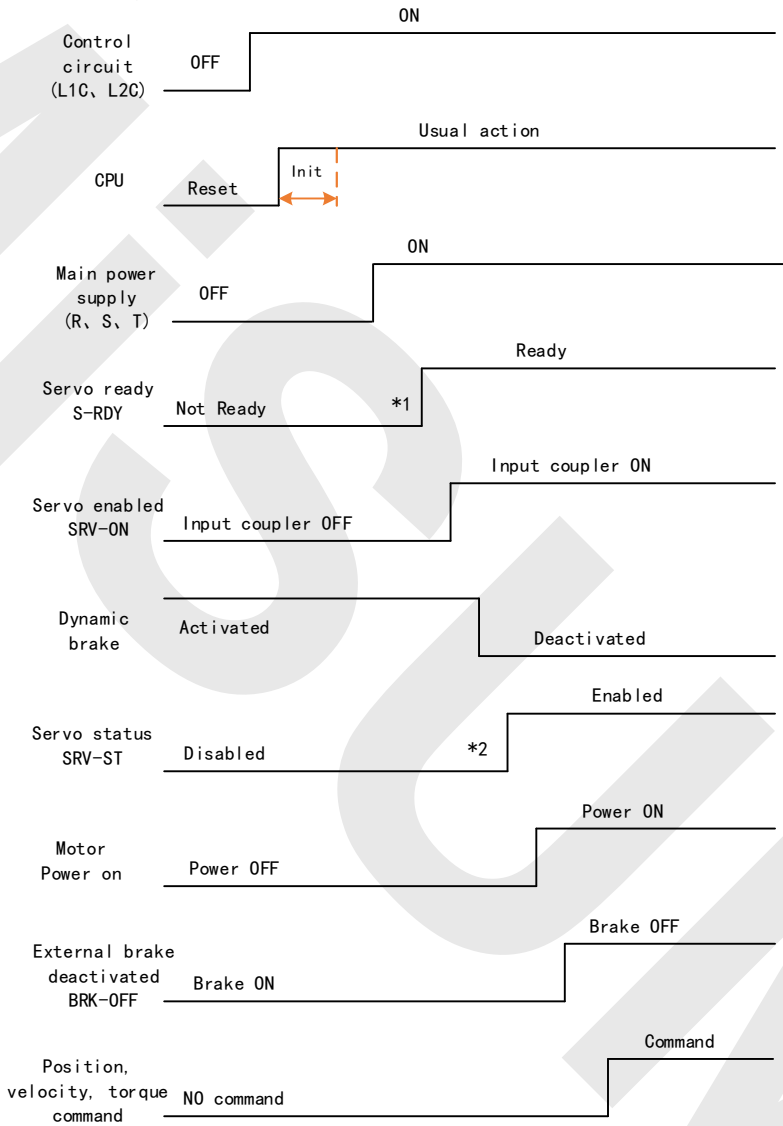 ON
Control
circuit
(L1C、L2C)
OFF
Usual action
CPU
Reset
Init
ON
Main power
supply
(R、S、T)
OFF
Ready
Servo ready
S-RDY
Not Ready
*1
Input coupler ON
Servo enabled
SRV-ON
Input coupler OFF
Dynamic
brake
Activated
Deactivated
Enabled
Servo status
SRV-ST
Disabled
*2
Power ON
Motor
Power on
Power OFF
Brake OFF
External brake
deactivated
BRK-OFF
Brake ON
Command
Position,
velocity, torque
command
NO command